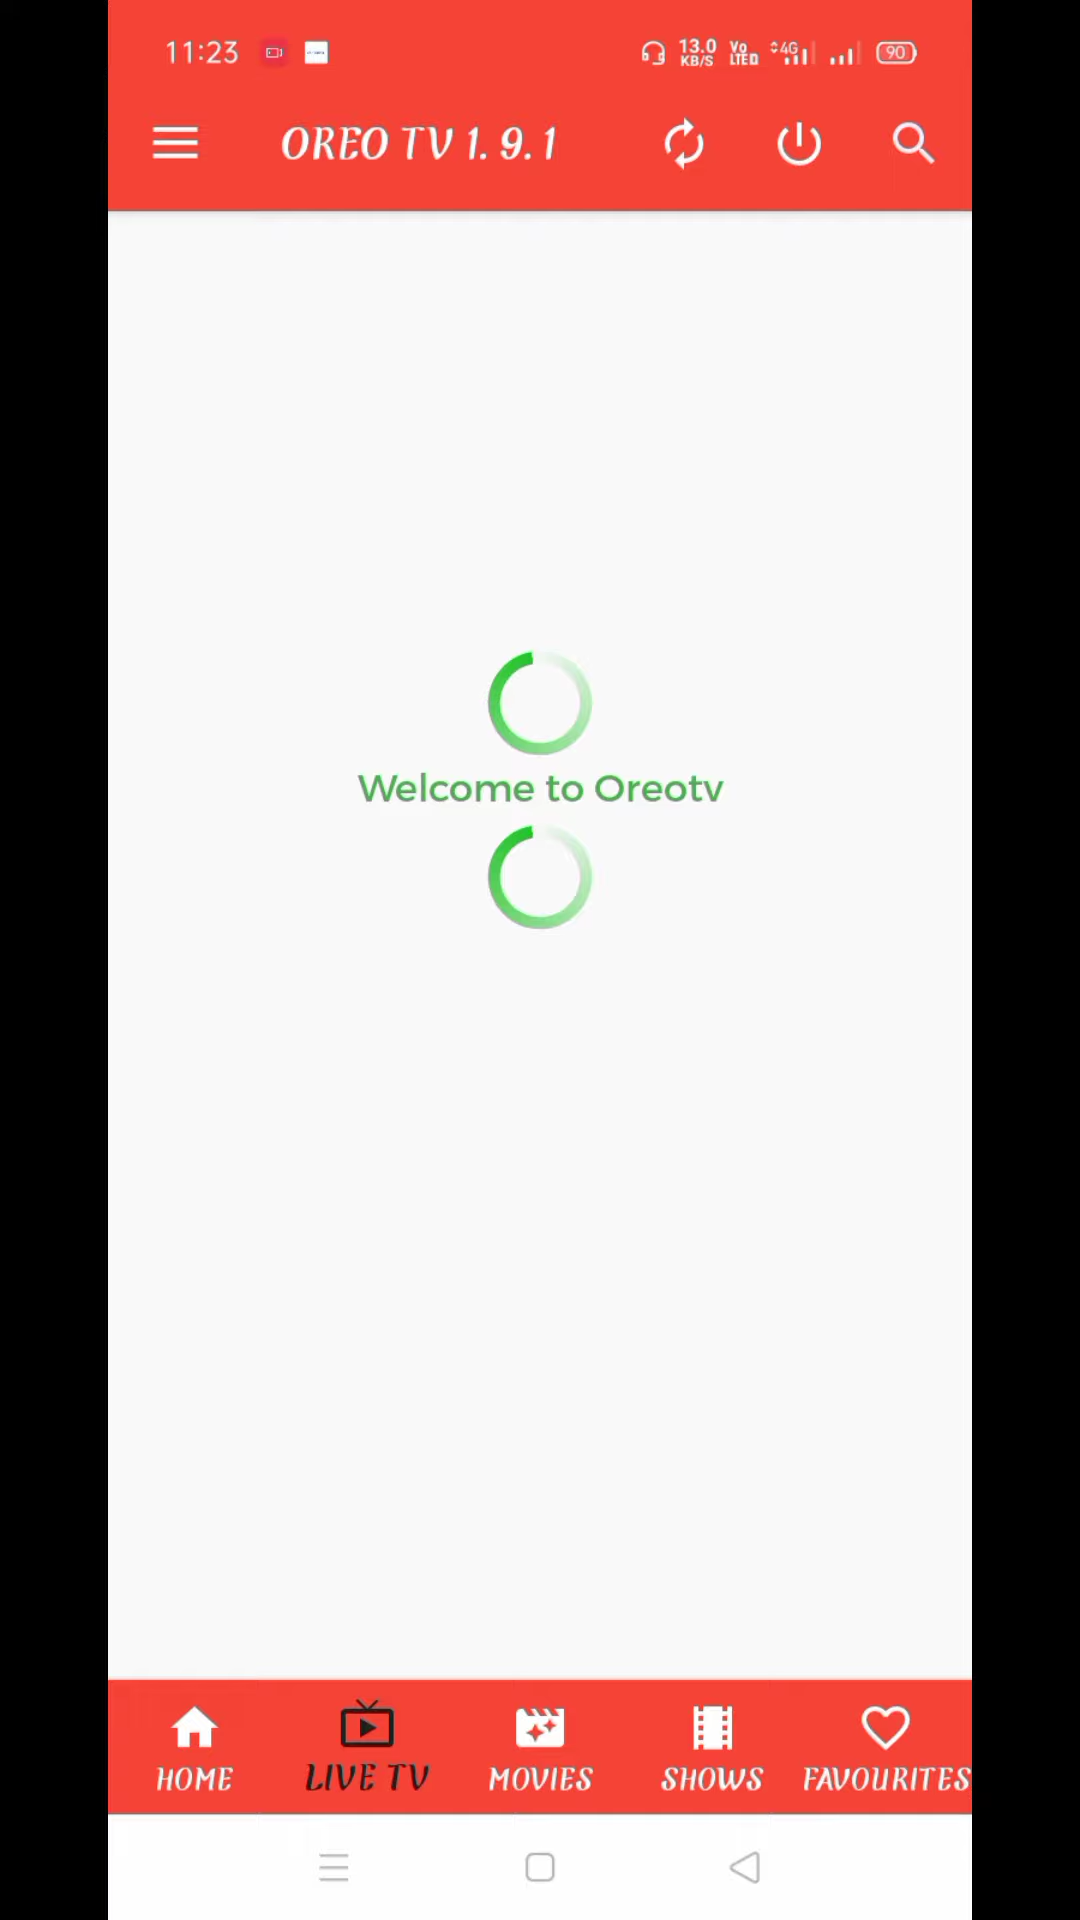 11:23 13.0 KB/S Vo LTE 4G 90
OREO TV 1.9.1
Welcome to Oreotv
HOME LIVE TV MOVIES SHOWS FAVOURITES